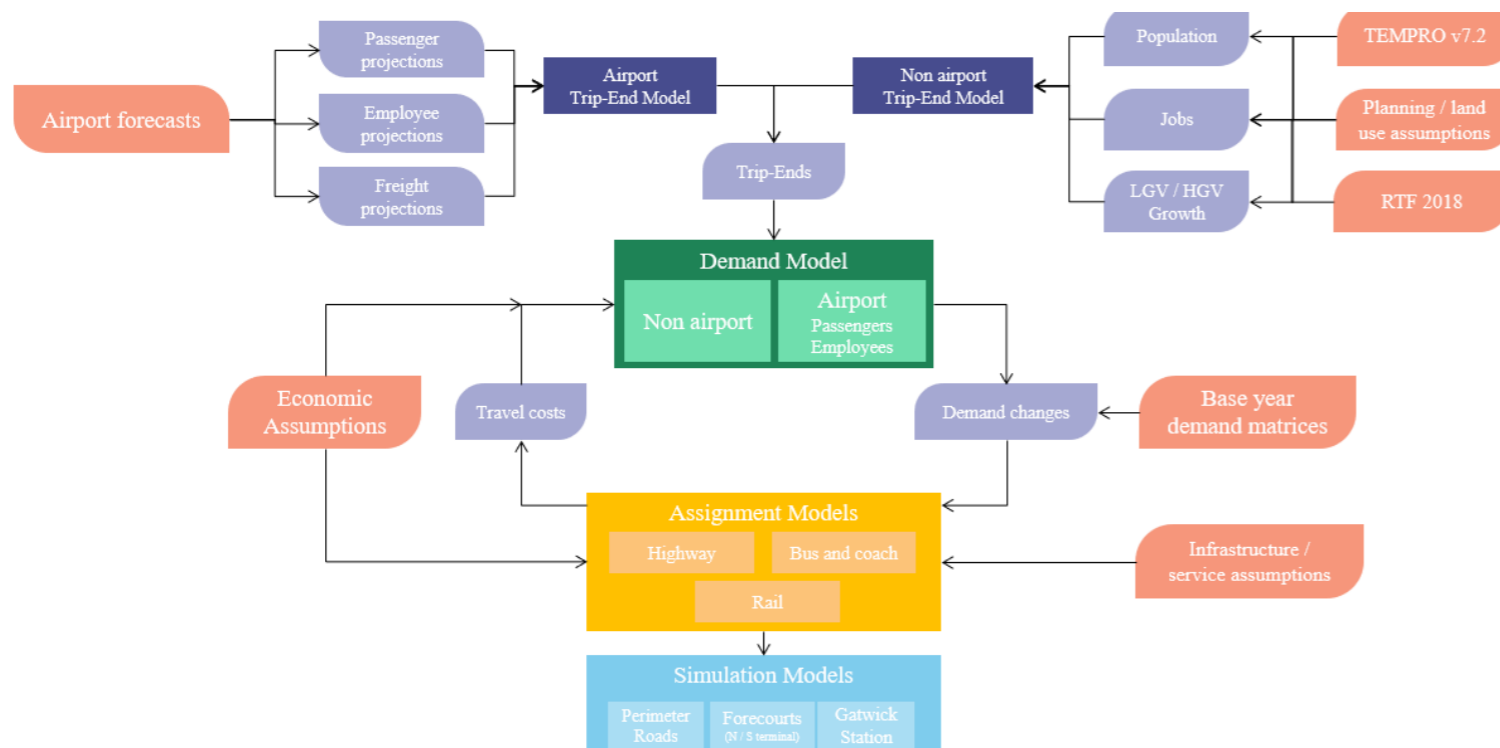 Airport forecasts
Passenger
projections
Employee
projections
Freight
projections
Airport
Trip-End Model
Non airport
Trip-End Model
Population
Jobs
LGV / HGV
Growth
TEMPRO v7.2
Planning / land
use assumptions
RTF 2018
Trip-Ends
Demand Model
Non airport
Airport
Passengers
Employees
Economic
Assumptions
Travel costs
Demand changes
Base year
demand matrices
Assignment Models
Highway
Bus and coach
Rail
Infrastructure /
service assumptions
Simulation Models
Perimeter
Roads
Forecourts
(N / S terminal)
Gatwick
Station